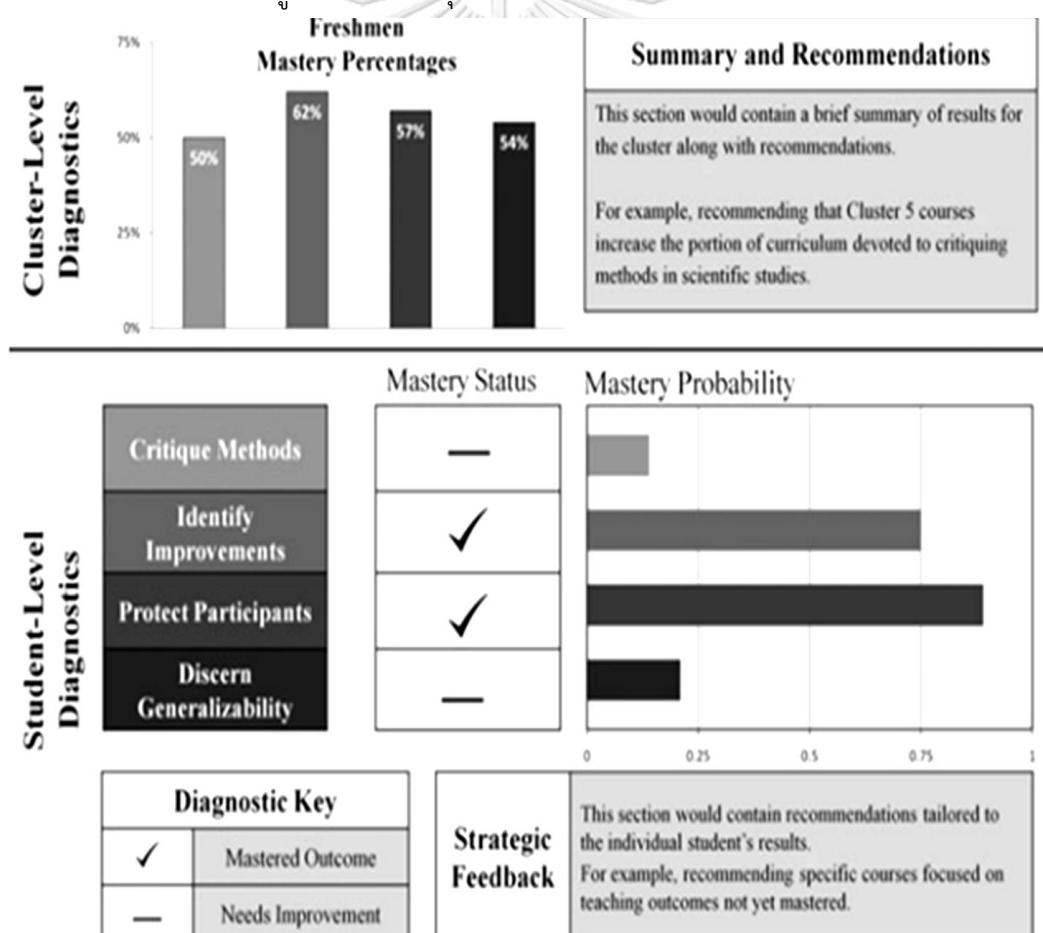 Freshmen
Mastery Percentages
75%
50%
25%
0%
50%
62%
57%
54%
Cluster-Level
Diagnostics
Summary and Recommendations
This section would contain a brief summary of results for
the cluster along with recommendations.
For example, recommending that Cluster 5 courses
increase the portion of curriculum devoted to critiquing
methods in scientific studies.
Student-Level
Diagnostics
Mastery Status
Mastery Probability
Critique Methods
Identify
Improvements
Protect Participants
Discern
Generalizability
0
0.25
0.5
0.75
1
Diagnostic Key
✓ Mastered Outcome
— Needs Improvement
Strategic
Feedback
This section would contain recommendations tailored to
the individual student's results.
For example, recommending specific courses focused on
teaching outcomes not yet mastered.